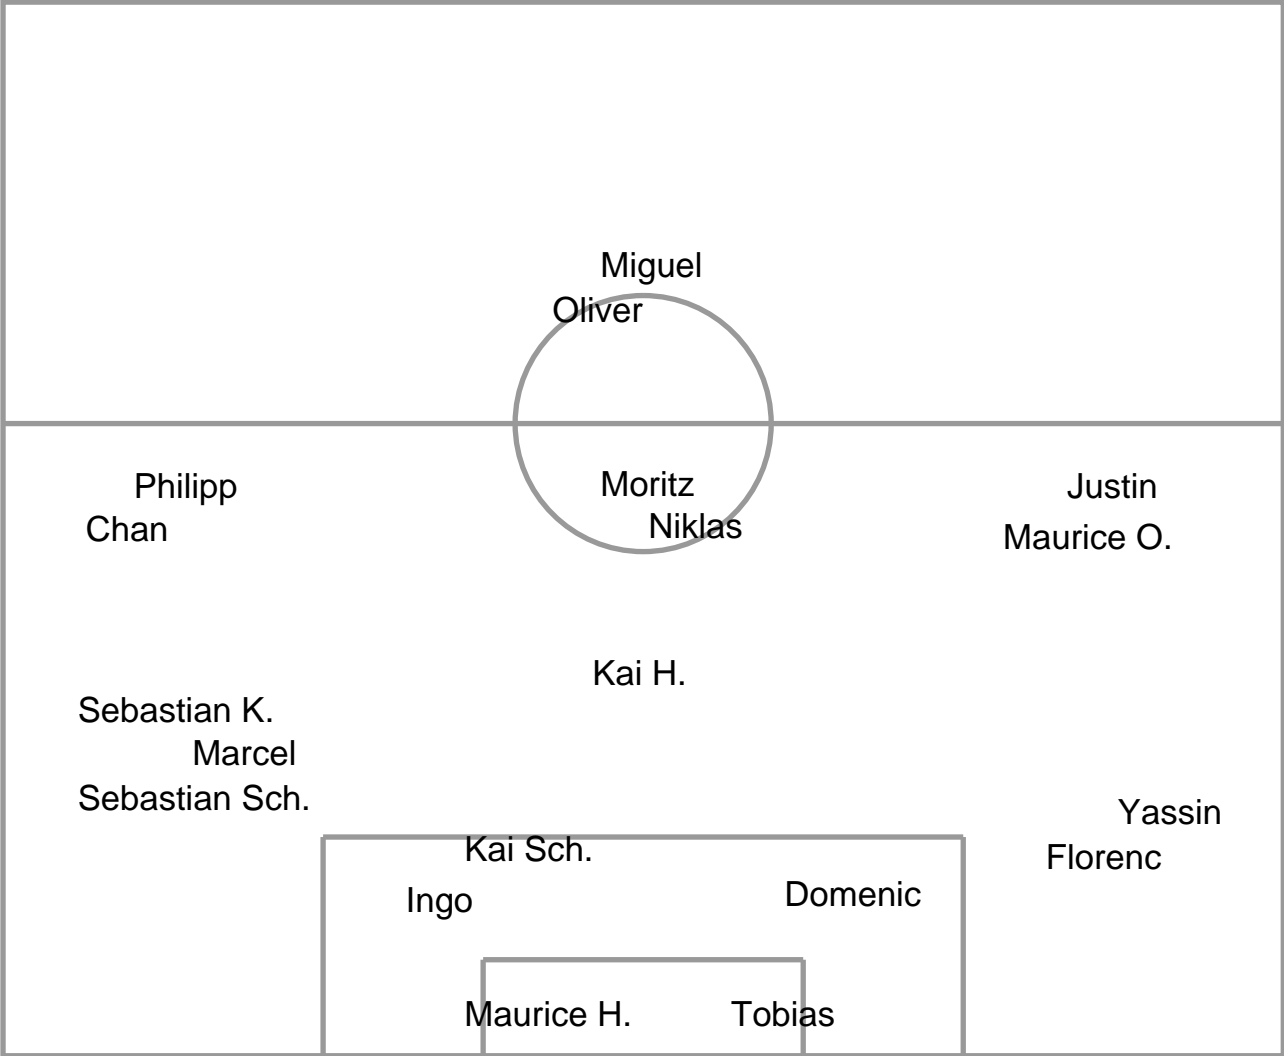 Miguel
Oliver
Philipp
Moritz
Justin
Chan
Niklas
Maurice O.
Kai H.
Sebastian K.
Marcel
Sebastian Sch.
Yassin
Kai Sch.
Florenc
Ingo
Domenic
Maurice H.
Tobias